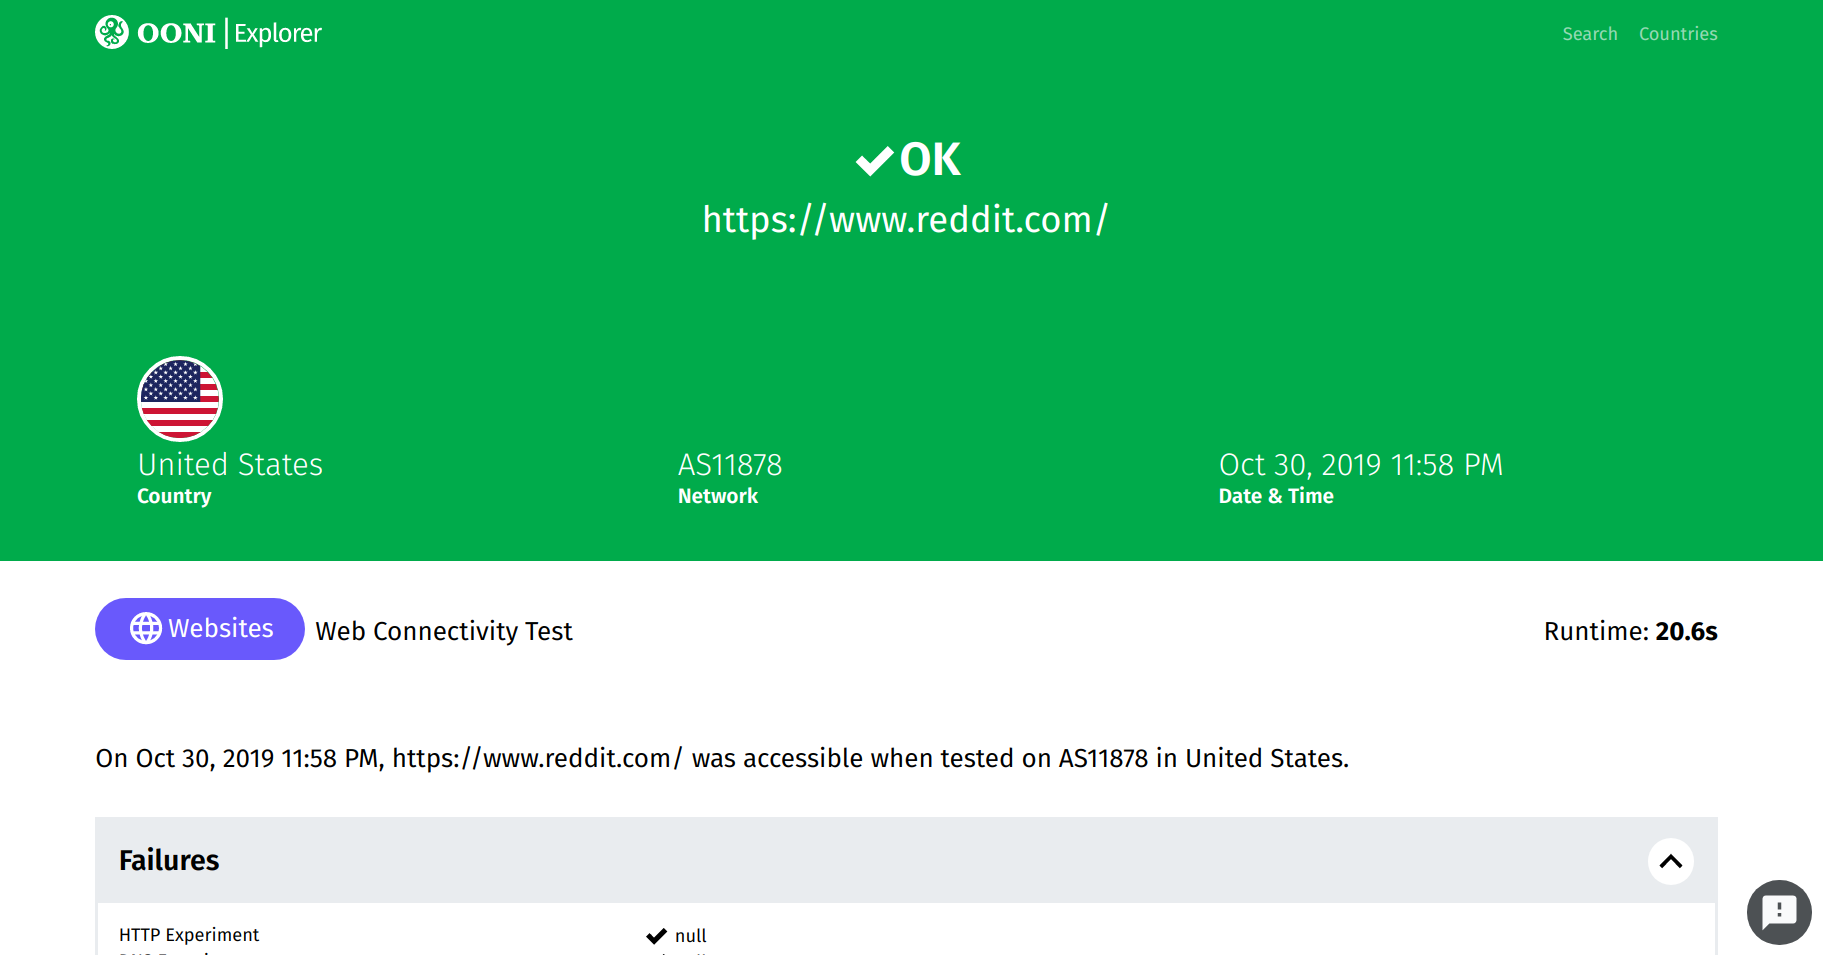 OONI | Explorer
Search Countries
OK
https://www.reddit.com/
United States
Country
AS11878
Network
Oct 30, 2019 11:58 PM
Date & Time
Websites
Web Connectivity Test
Runtime: 20.6s
On Oct 30, 2019 11:58 PM, https://www.reddit.com/ was accessible when tested on AS11878 in United States.
Failures
HTTP Experiment
null